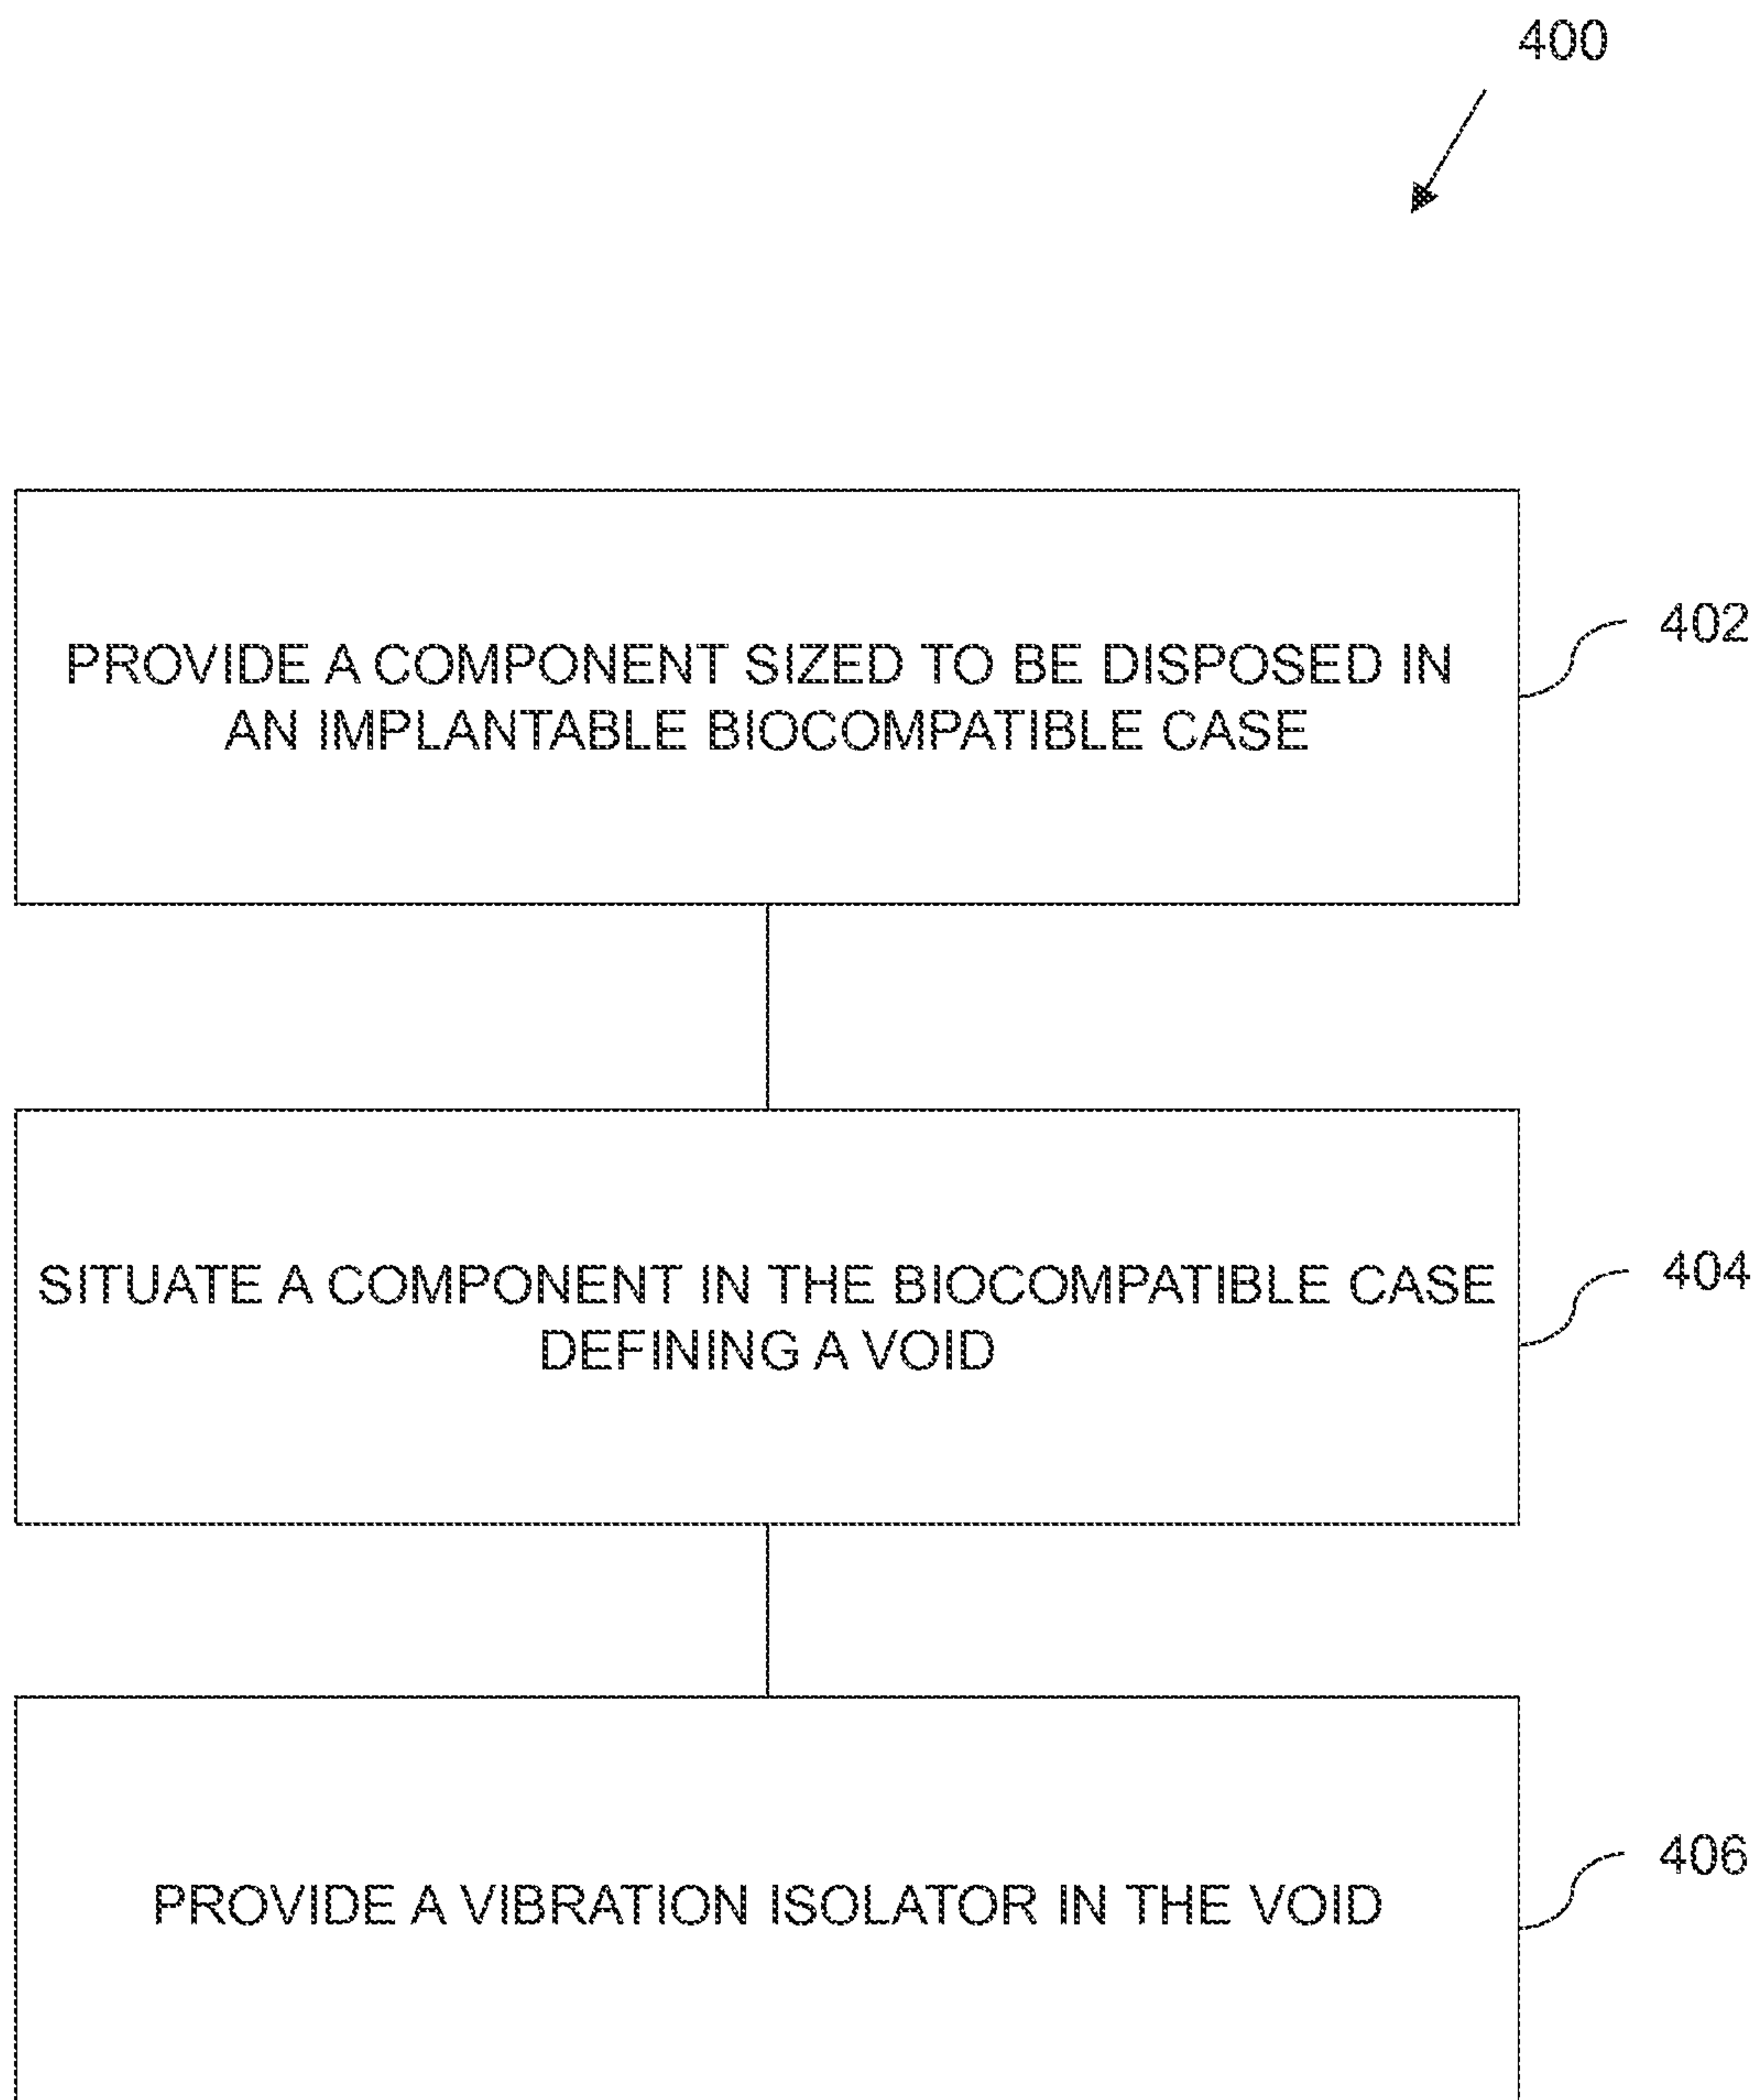 400
PROVIDE A COMPONENT SIZED TO BE DISPOSED IN
AN IMPLANTABLE BIOCOMPATIBLE CASE
402
SITUATE A COMPONENT IN THE BIOCOMPATIBLE CASE
DEFINING A VOID
404
PROVIDE A VIBRATION ISOLATOR IN THE VOID
406